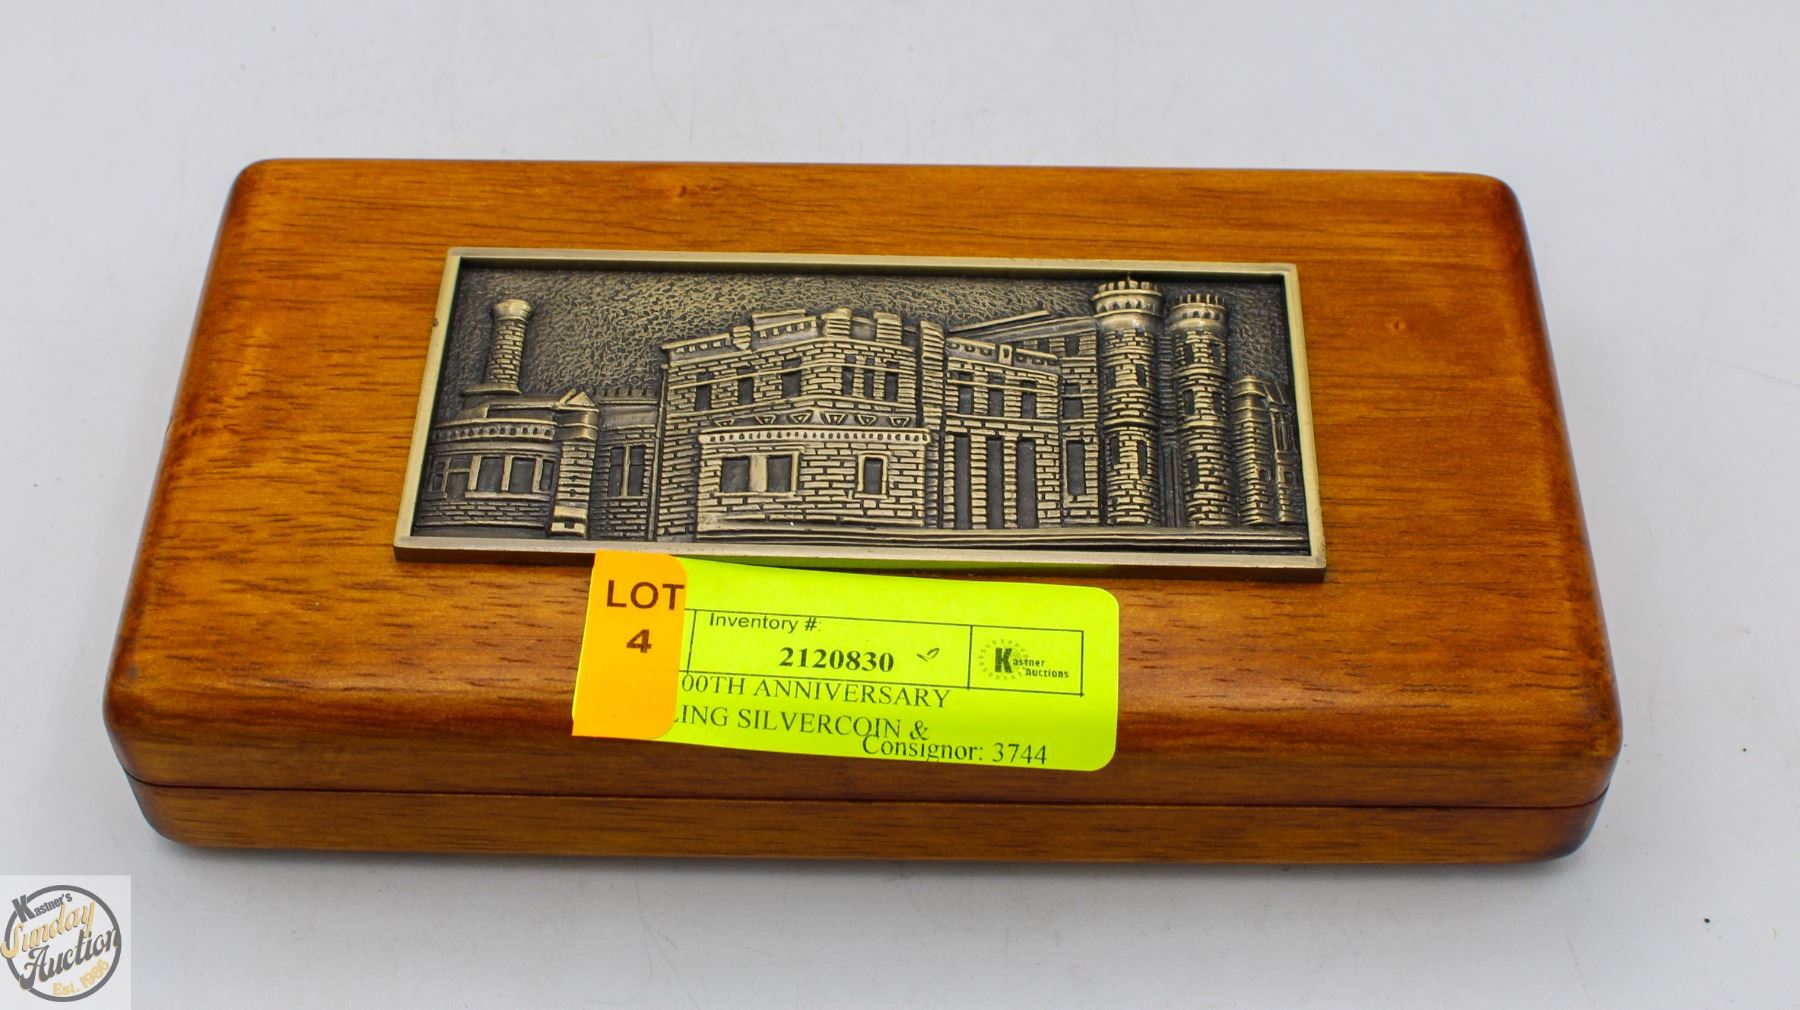 LOT
4
Inventory #:
2120830
Kastner
Auctions
00TH ANNIVERSARY
LING SILVERCOIN &
Consignor: 3744
Kastner's
Sunday
Auction
Est. 1986